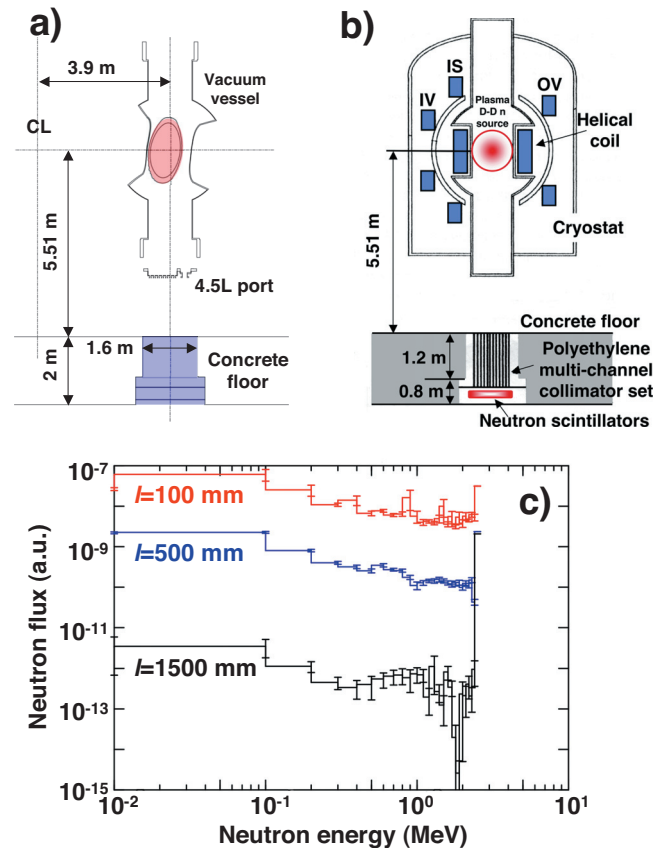 a)
3.9 m
Vacuum
vessel
CL
5.51 m
4.5L port
1.6 m
2 m
Concrete
floor
b)
IS
IV
OV
Plasma
D-D n
source
Helical
coil
5.51 m
Cryostat
Concrete floor
1.2 m
Polyethylene
multi-channel
collimator set
0.8 m
Neutron scintillators
c)
Neutron flux (a.u.)
10-7
10-9
10-11
10-13
10-15
l=100 mm
l=500 mm
l=1500 mm
10-2
10-1
100
101
Neutron energy (MeV)